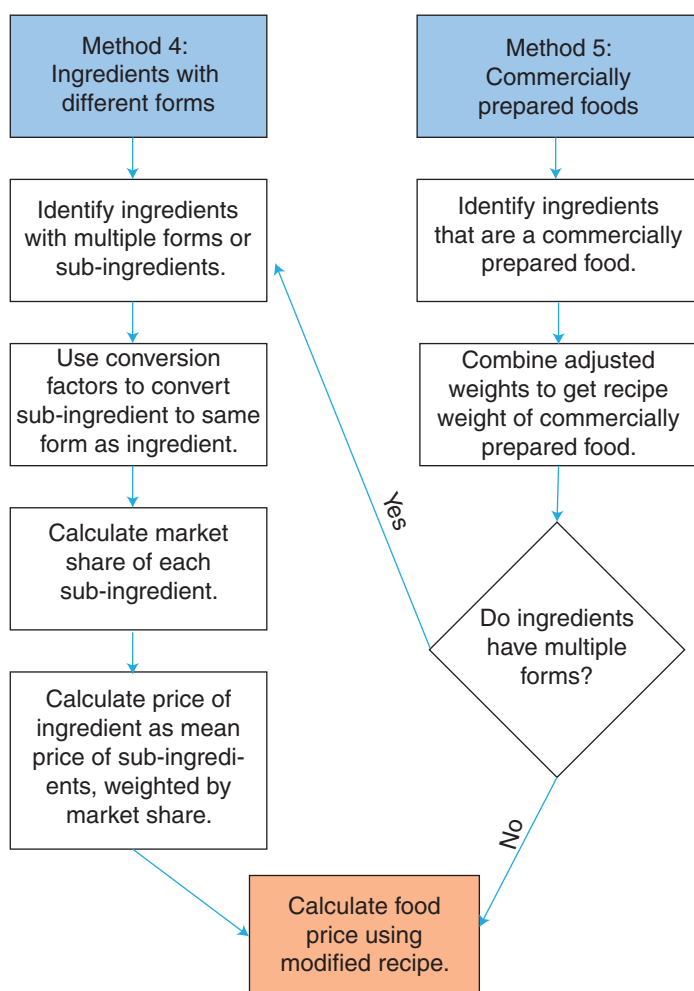 Method 4:
Ingredients with
different forms
Identify ingredients
with multiple forms or
sub-ingredients.
Use conversion
factors to convert
sub-ingredient to same
form as ingredient.
Calculate market
share of each
sub-ingredient.
Calculate price of
ingredient as mean
price of sub-ingredi-
ents, weighted by
market share.
Method 5:
Commercially
prepared foods
Identify ingredients
that are a commercially
prepared food.
Combine adjusted
weights to get recipe
weight of commercially
prepared food.
Do ingredients
have multiple
forms?
Yes
No
Calculate food
price using
modified recipe.